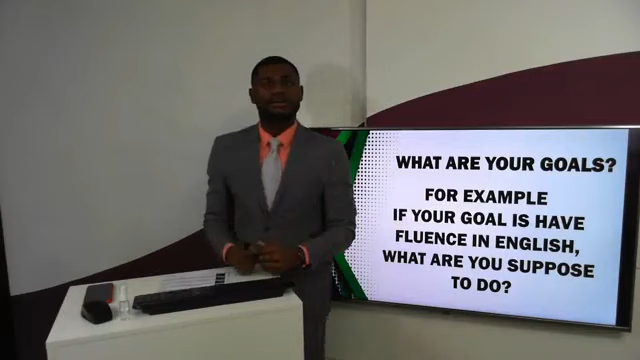 WHAT ARE YOUR GOALS?
FOR EXAMPLE
IF YOUR GOAL IS HAVE
FLUENCE IN ENGLISH,
WHAT ARE YOU SUPPOSE
TO DO?